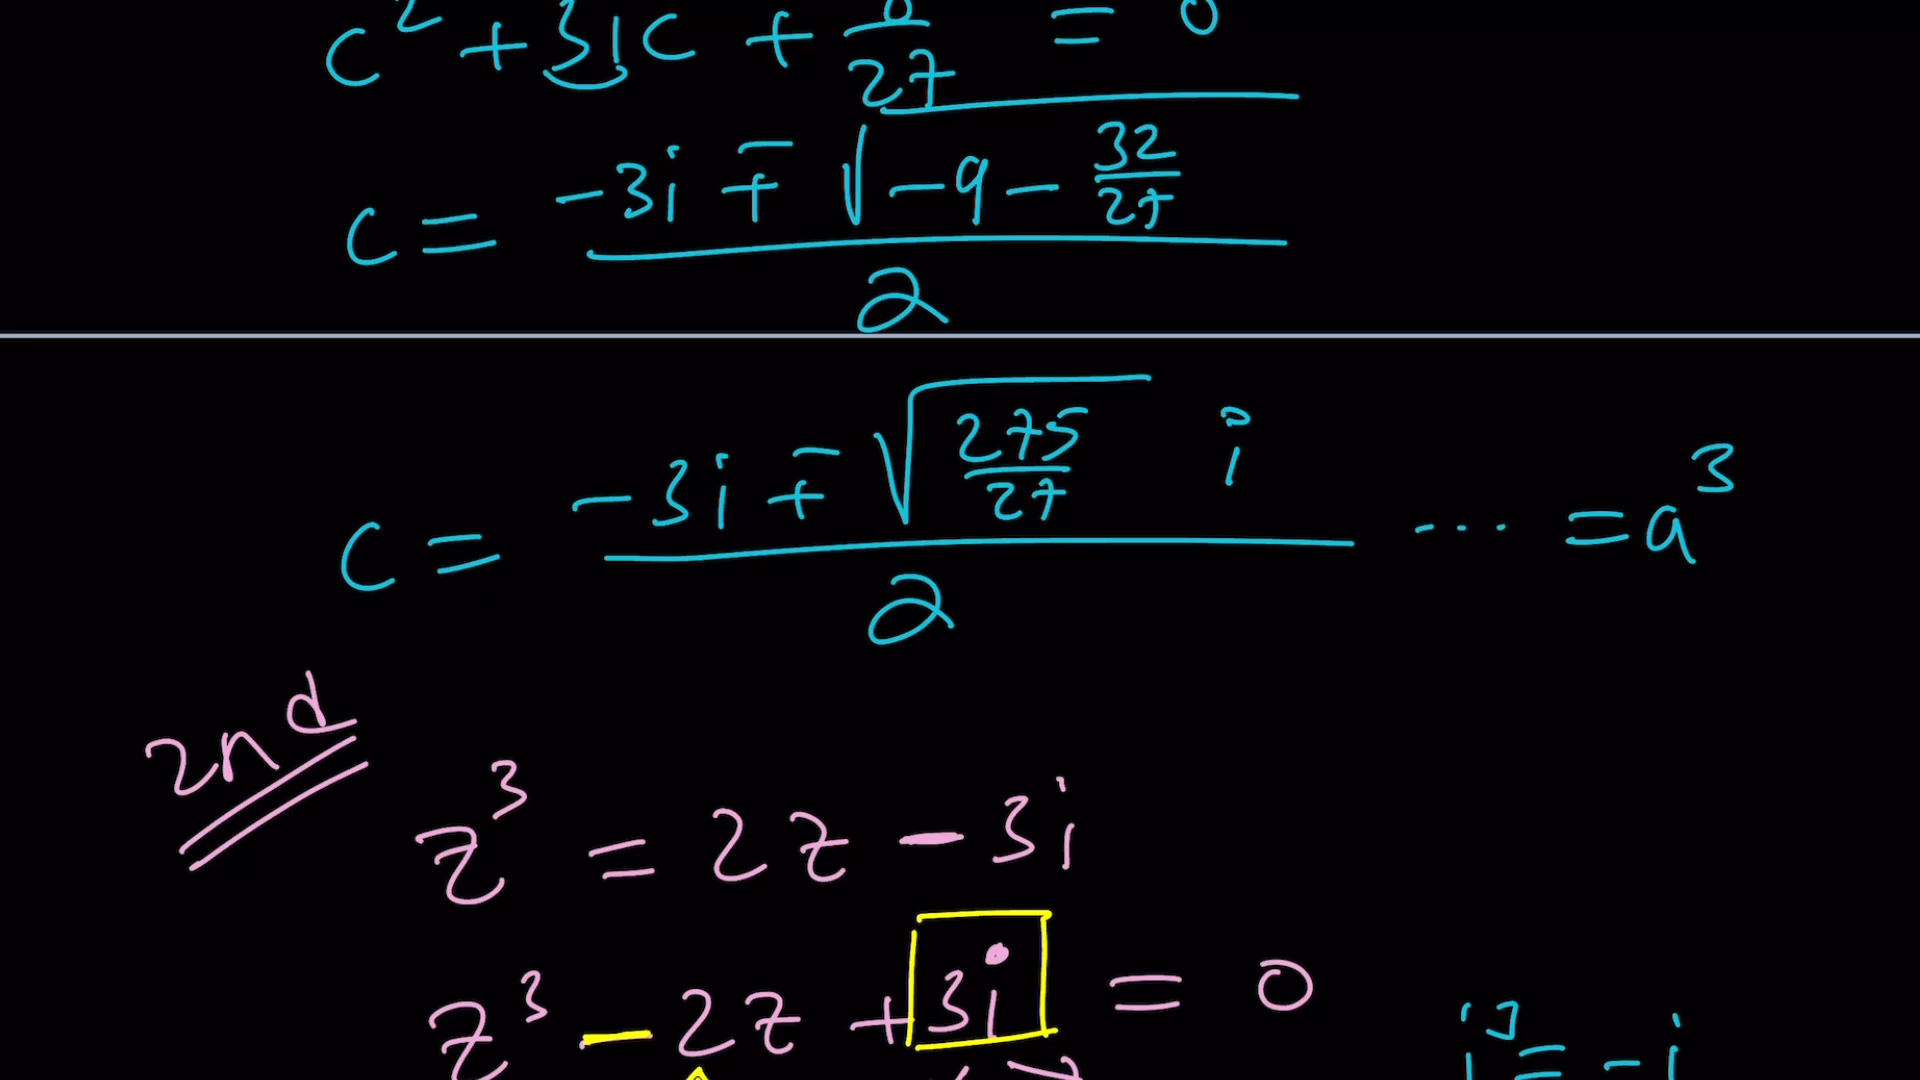 c² + 3ic + 8/27 = 0
c = (-3i ∓ √(-9 - 32/27))/2
c = (-3i ∓ √(275/27) i)/2 ... = a³
2nd
z³ = 2z - 3i
z³ - 2z + 3i = 0
i³ = -i